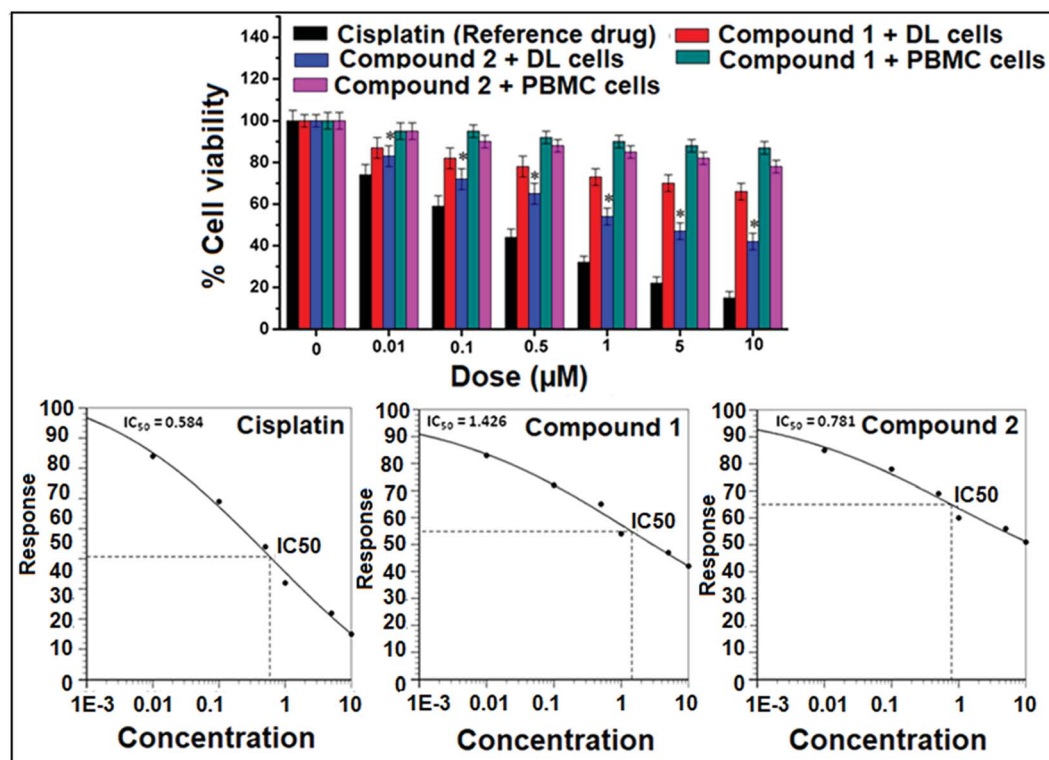 Cisplatin (Reference drug)
Compound 1 + DL cells
Compound 2 + DL cells
Compound 1 + PBMC cells
Compound 2 + PBMC cells
% Cell viability
140
120
100
80
60
40
20
0
* * * * * *
0 0.01 0.1 0.5 1 5 10
Dose (µM)
IC50 = 0.584
Cisplatin
Response
100
90
80
70
60
50
40
30
20
10
0
IC50
1E-3 0.01 0.1 1 10
Concentration
IC50 = 1.426
Compound 1
Response
100
90
80
70
60
50
40
30
20
10
0
IC50
1E-3 0.01 0.1 1 10
Concentration
IC50 = 0.781
Compound 2
Response
100
90
80
70
60
50
40
30
20
10
0
IC50
1E-3 0.01 0.1 1 10
Concentration